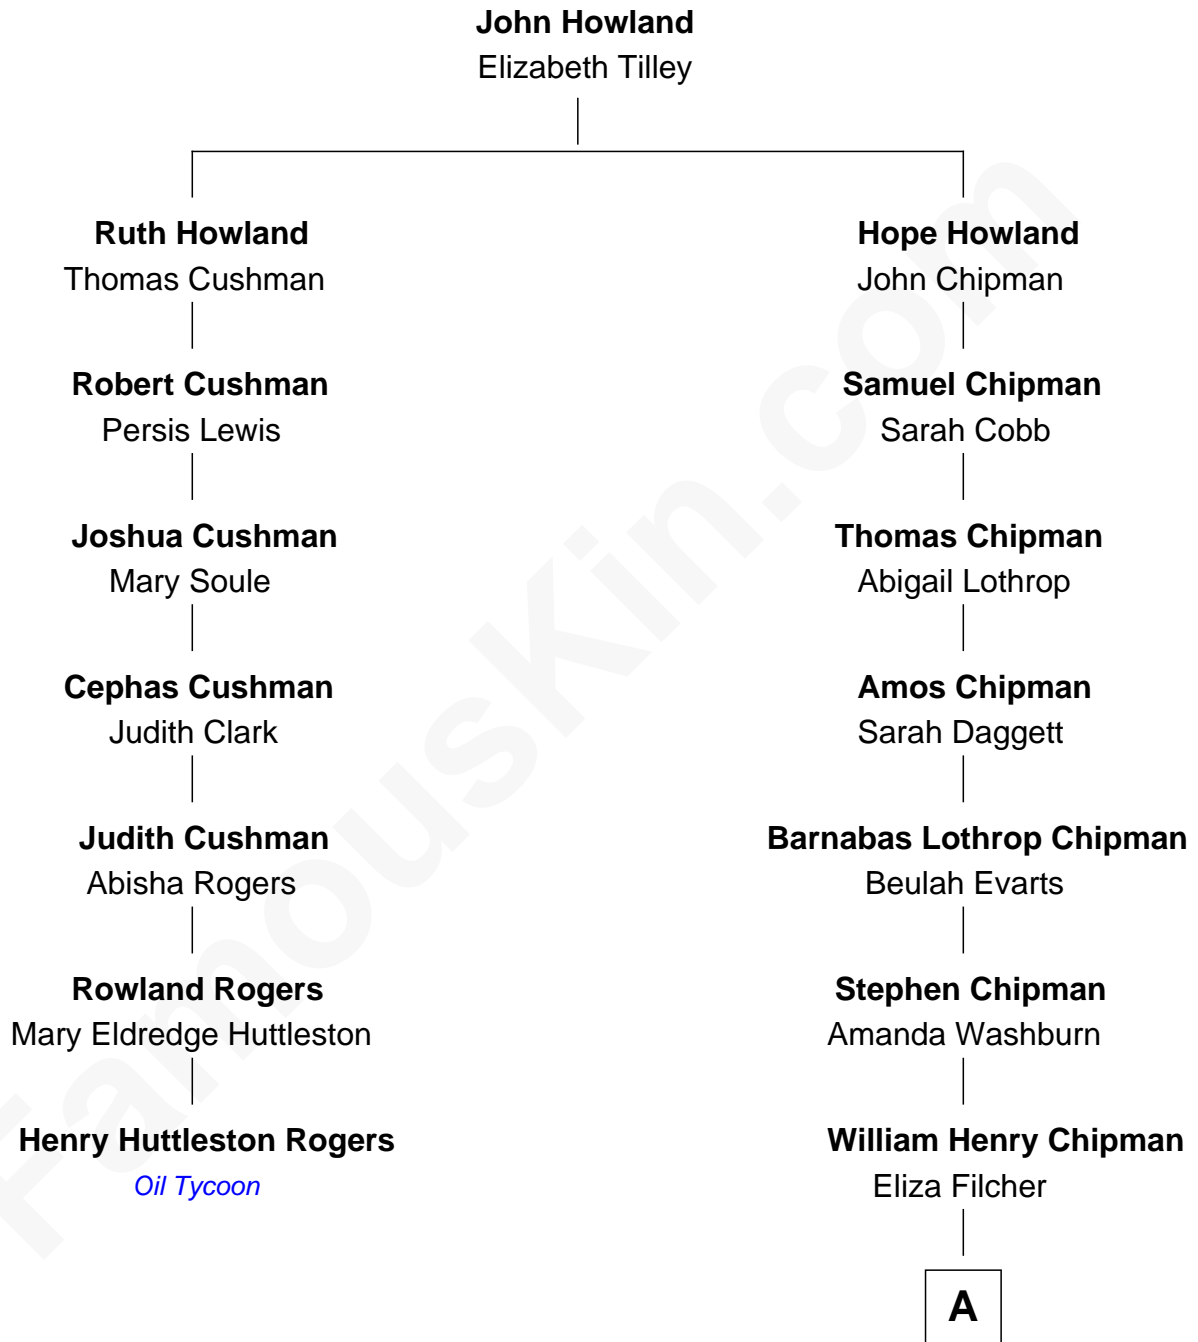 John Howland
Elizabeth Tilley
Ruth Howland
Thomas Cushman
Hope Howland
John Chipman
Robert Cushman
Persis Lewis
Samuel Chipman
Sarah Cobb
Joshua Cushman
Mary Soule
Thomas Chipman
Abigail Lothrop
Cephas Cushman
Judith Clark
Amos Chipman
Sarah Daggett
Judith Cushman
Abisha Rogers
Barnabas Lothrop Chipman
Beulah Evarts
Rowland Rogers
Mary Eldredge Huttleston
Stephen Chipman
Amanda Washburn
Henry Huttleston Rogers
Oil Tycoon
William Henry Chipman
Eliza Filcher
A
FamousKin.com